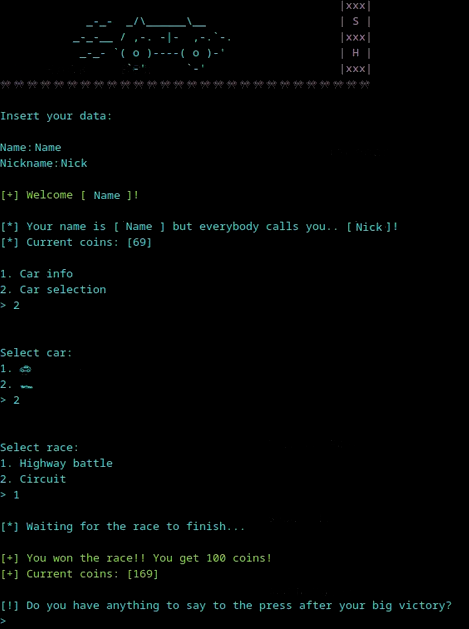 |xxx|
_-_- _/\______\__ | S |
_-_-__ / ,-. -|- ,-.`-. |xxx|
_-_- `( o )----( o )-' | H |
`-' `-' |xxx|
Insert your data:
Name:Name
Nickname:Nick
[+] Welcome [ Name ]!
[*] Your name is [ Name ] but everybody calls you.. [ Nick ]!
[*] Current coins: [69]
1. Car info
2. Car selection
> 2
Select car:
1. 🚗
2. 🏎️
> 2
Select race:
1. Highway battle
2. Circuit
> 1
[*] Waiting for the race to finish...
[+] You won the race!! You get 100 coins!
[+] Current coins: [169]
[!] Do you have anything to say to the press after your big victory?
>